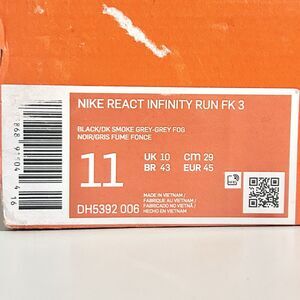 NIKE REACT INFINITY RUN FK 3
BLACK/DK SMOKE GREY-GREY FOG
NOIR/GRIS FUME FONCE
11
UK 10
CM 29
BR 43
EUR 45
MADE IN VIETNAM /
FABRIQUE AU VIETNAM /
FABRICADO NO VIETNÃ /
HECHO EN VIETNAM
DH5392 006